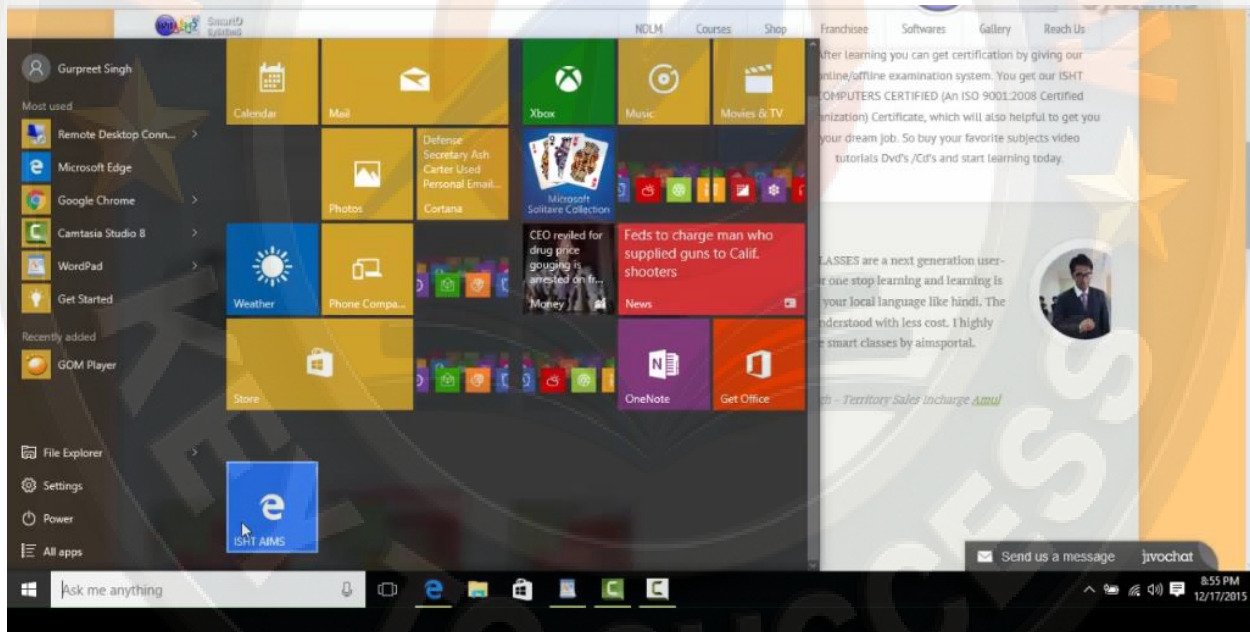 SmartD
NDLM Courses Shop Franchisee Softwares Gallery Reach Us
Gurpreet Singh
Most used
Remote Desktop Conn...
Microsoft Edge
Google Chrome
Camtasia Studio 8
WordPad
Get Started
Recently added
GOM Player
File Explorer
Settings
Power
All apps
Calendar
Mail
Xbox
Music
Movies & TV
Photos
Defense
Secretary Ash
Carter Used
Personal Email...
Cortana
Microsoft
Solitaire Collection
Weather
Phone Compa...
CEO reviled for
drug price
gouging is
arrested on fr...
Money
Feds to charge man who
supplied guns to Calif.
shooters
News
Store
OneNote
Get Office
ISHT AIMS
After learning you can get certification by giving our
online/offline examination system. You get our ISHT
COMPUTERS CERTIFIED (An ISO 9001:2008 Certified
Certificate, which will also helpful to get you
your dream job. So buy your favorite subjects video
tutorials Dvd's /Cd's and start learning today.
CLASSES are a next generation user-
one stop learning and learning is
your local language like hindi. The
understood with less cost. I highly
smart classes by aimsportal.
– Territory Sales Incharge Amul
Send us a message jivochat
Ask me anything
8:55 PM
12/17/2015
SUCCESS